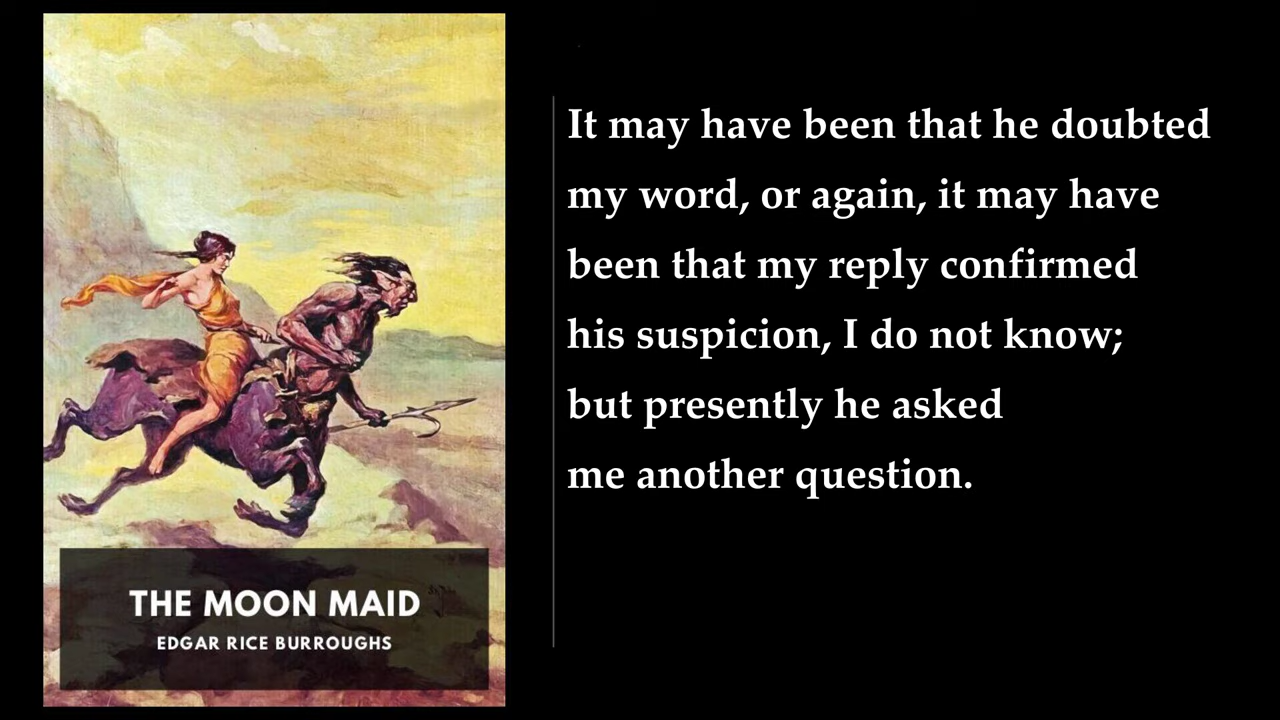 THE MOON MAID
EDGAR RICE BURROUGHS
It may have been that he doubted
my word, or again, it may have
been that my reply confirmed
his suspicion, I do not know;
but presently he asked
me another question.